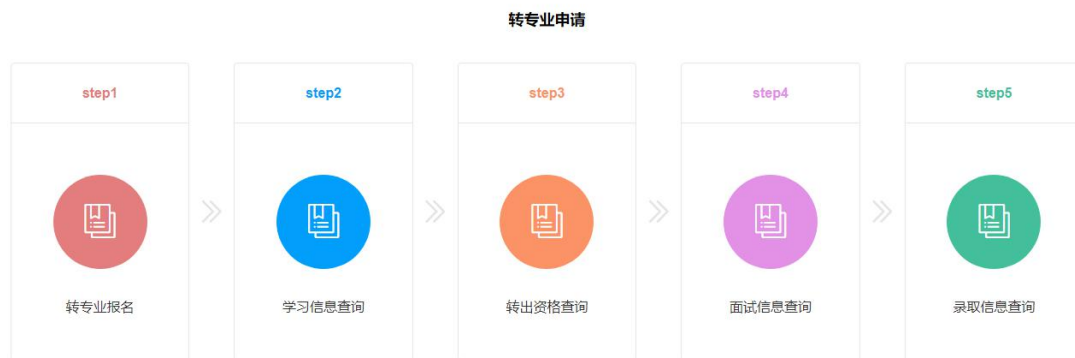 转专业申请
step1
step2
step3
step4
step5
转专业报名
学习信息查询
转出资格查询
面试信息查询
录取信息查询